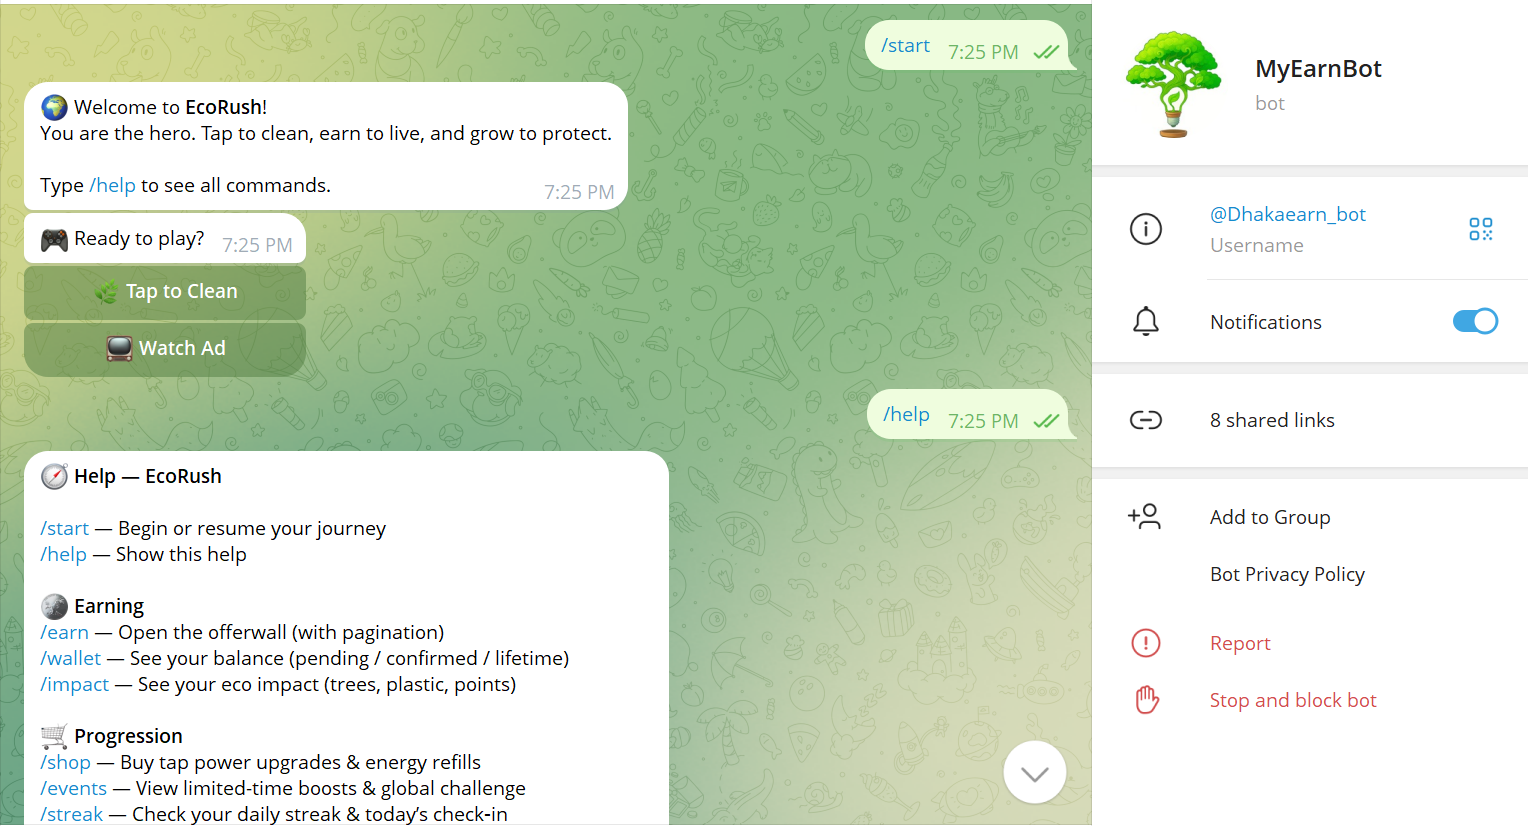 /start 7:25 PM
🌍 Welcome to EcoRush!
You are the hero. Tap to clean, earn to live, and grow to protect.
Type /help to see all commands. 7:25 PM
🎮 Ready to play? 7:25 PM
🌿 Tap to Clean
📺 Watch Ad
/help 7:25 PM
🧭 Help — EcoRush
/start — Begin or resume your journey
/help — Show this help
🌍 Earning
/earn — Open the offerwall (with pagination)
/wallet — See your balance (pending / confirmed / lifetime)
/impact — See your eco impact (trees, plastic, points)
🛒 Progression
/shop — Buy tap power upgrades & energy refills
/events — View limited-time boosts & global challenge
/streak — Check your daily streak & today's check-in
MyEarnBot
bot
@Dhakaearn_bot
Username
Notifications
8 shared links
Add to Group
Bot Privacy Policy
Report
Stop and block bot